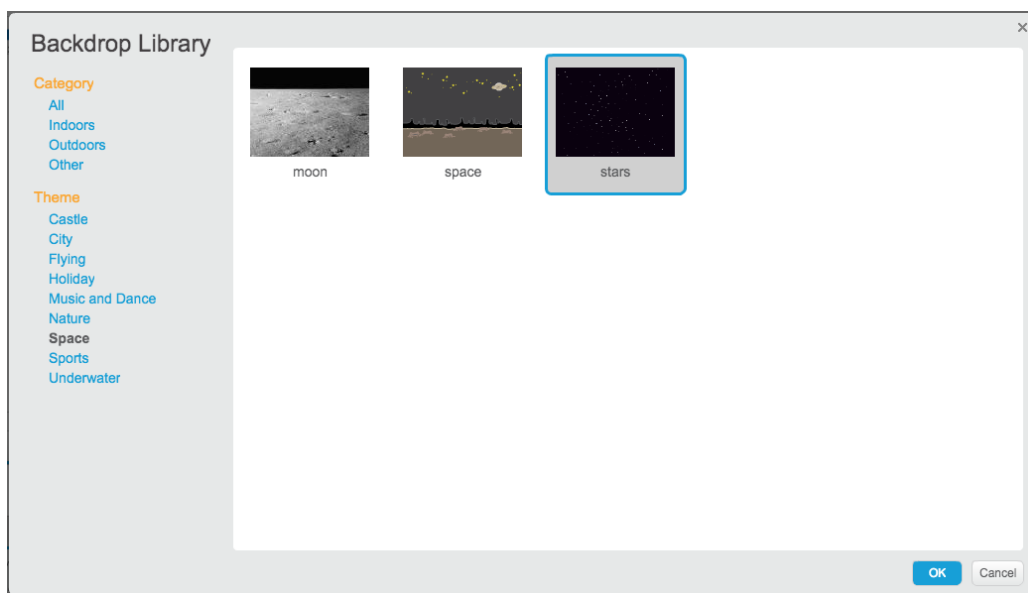 ×
Backdrop Library
Category
All
Indoors
Outdoors
Other
Theme
Castle
City
Flying
Holiday
Music and Dance
Nature
Space
Sports
Underwater
moon
space
stars
OK
Cancel